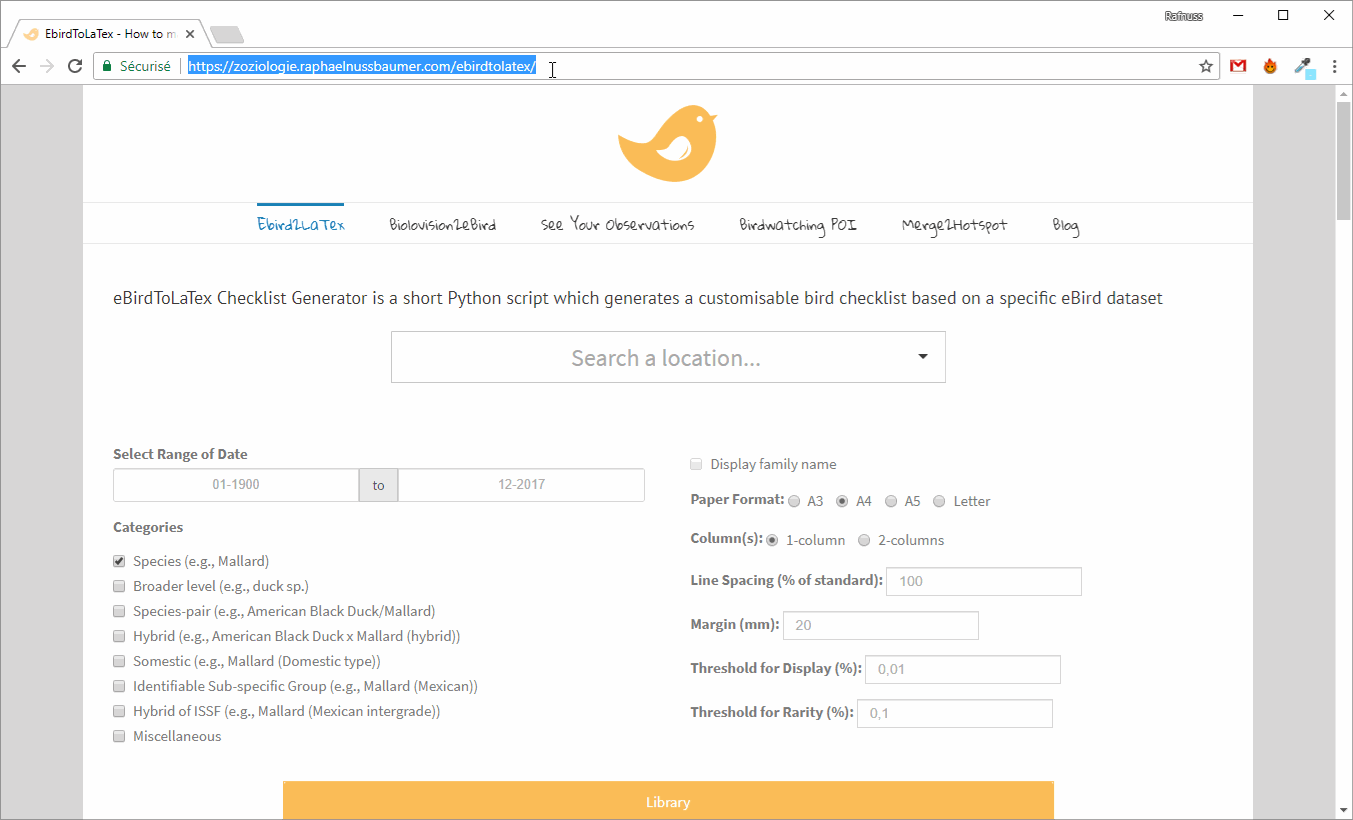 Rafnuss
EbirdToLaTex - How to m
Sécurisé
https://zoziologie.raphaelnussbaumer.com/ebirdtolatex/
Ebird2LaTex Biolovision2eBird See Your Observations Birdwatching POI Merge2Hotspot Blog
eBirdToLaTex Checklist Generator is a short Python script which generates a customisable bird checklist based on a specific eBird dataset
Search a location...
Select Range of Date
01-1900 to 12-2017
Categories
Species (e.g., Mallard)
Broader level (e.g., duck sp.)
Species-pair (e.g., American Black Duck/Mallard)
Hybrid (e., American Black Duck x Mallard (hybrid))
Somestic (e.g., Mallard (Domestic type))
Identifiable Sub-specific Group (e.g., Mallard (Mexican))
Hybrid of ISSF (e.g., Mallard (Mexican intergrade))
Miscellaneous
Display family name
Paper Format: A3 A4 A5 Letter
Column(s): 1-column 2-columns
Line Spacing (% of standard): 100
Margin (mm): 20
Threshold for Display (%): 0,01
Threshold for Rarity (%): 0,1
Library